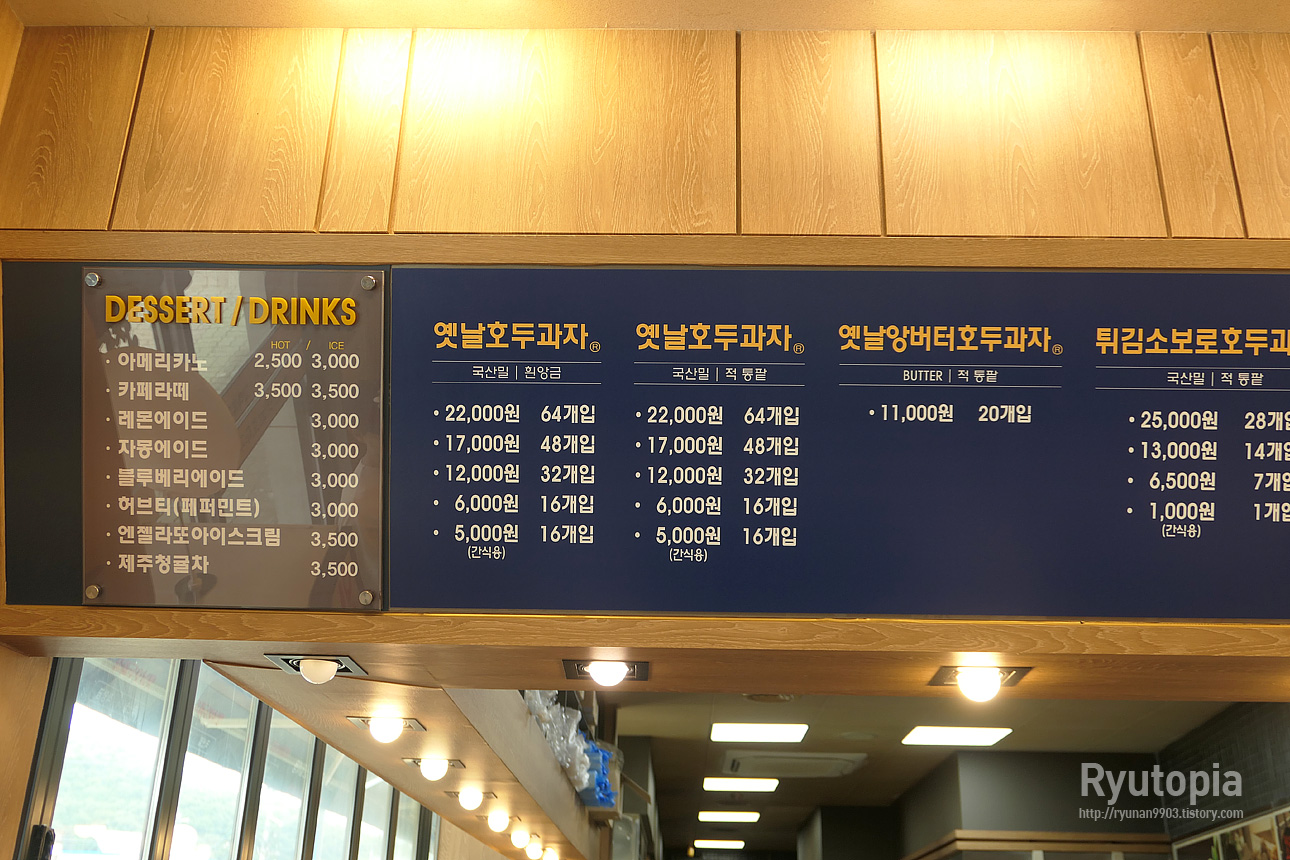 DESSERT / DRINKS
HOT / ICE
· 아메리카노 2,500 3,000
· 카페라떼 3,500 3,500
· 레몬에이드 3,000
· 자몽에이드 3,000
· 블루베리에이드 3,000
· 허브티(페퍼민트) 3,000
· 엔젤라또아이스크림 3,500
· 제주청귤차 3,500
옛날호두과자®
국산밀 | 흰앙금
• 22,000원 64개입
• 17,000원 48개입
• 12,000원 32개입
• 6,000원 16개입
• 5,000원 16개입
(간식용)
옛날호두과자®
국산밀 | 적 통팥
• 22,000원 64개입
• 17,000원 48개입
• 12,000원 32개입
• 6,000원 16개입
• 5,000원 16개입
(간식용)
옛날앙버터호두과자®
BUTTER | 적 통팥
• 11,000원 20개입
튀김소보로호두과
국산밀 | 적 통팥
• 25,000원 28개
• 13,000원 14개
• 6,500원 7개
• 1,000원 1개
(간식용)
Ryutopia
http://ryunan9903.tistory.com